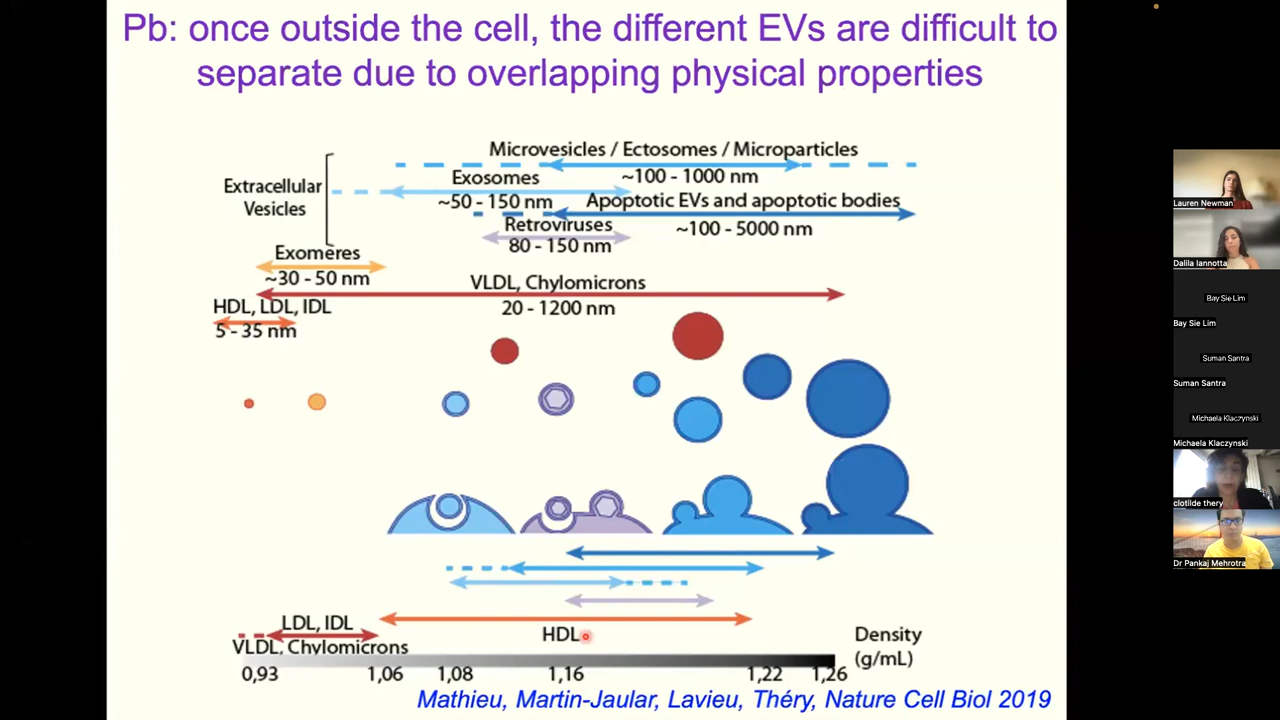 Pb: once outside the cell, the different EVs are difficult to
separate due to overlapping physical properties
Microvesicles / Ectosomes / Microparticles
~100 - 1000 nm
Extracellular
Vesicles
Exosomes
~50 - 150 nm
Apoptotic EVs and apoptotic bodies
~100 - 5000 nm
Retroviruses
80 - 150 nm
Exomeres
~30 - 50 nm
VLDL, Chylomicrons
20 - 1200 nm
HDL, LDL, IDL
5 - 35 nm
LDL, IDL
HDL
VLDL, Chylomicrons
Density
(g/mL)
0,93
1,06
1,08
1,16
1,22
1,26
Mathieu, Martin-Jaular, Lavieu, Théry, Nature Cell Biol 2019
Lauren Newman
Dalila Iannotta
Bay Sie Lim
Bay Sie Lim
Suman Santra
Suman Santra
Michaela Klaczynski
Michaela Klaczynski
clotilde thery
Dr Pankaj Mehrotra